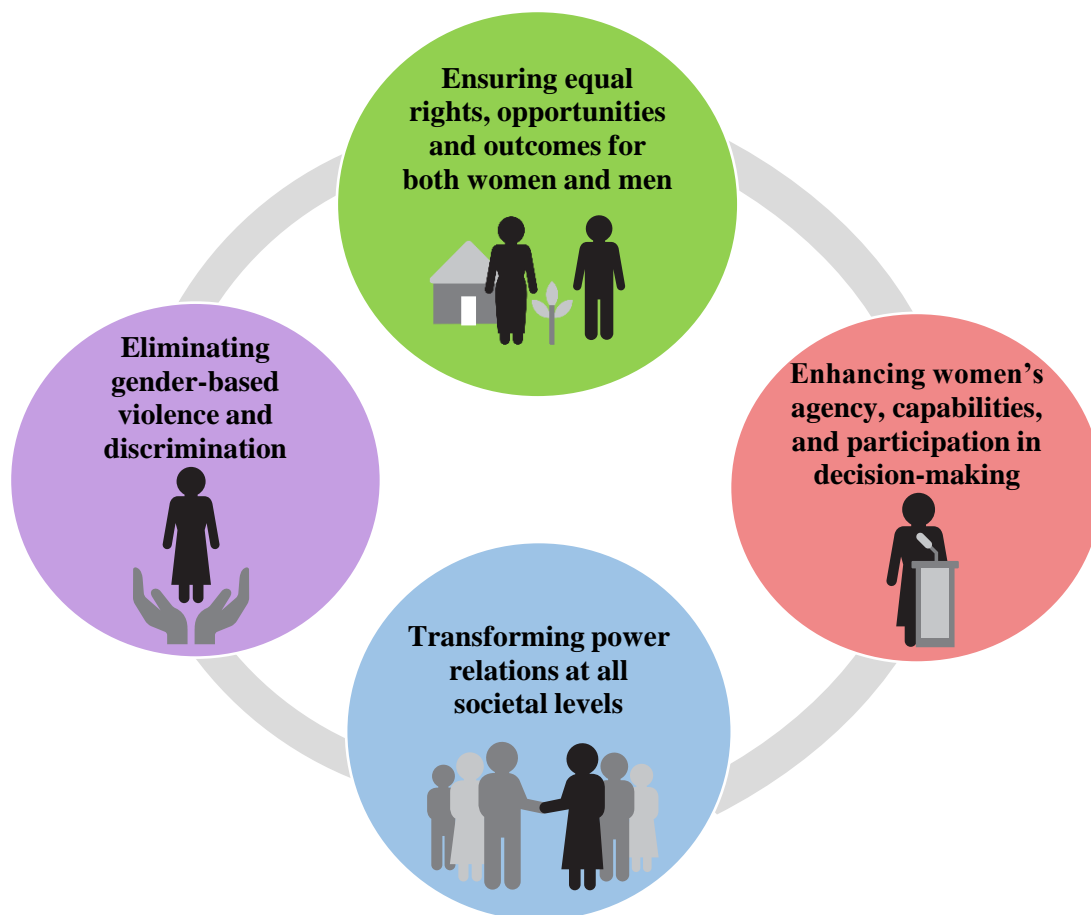 Ensuring equal
rights, opportunities
and outcomes for
both women and men
Eliminating
gender-based
violence and
discrimination
Enhancing women’s
agency, capabilities,
and participation in
decision-making
Transforming power
relations at all
societal levels